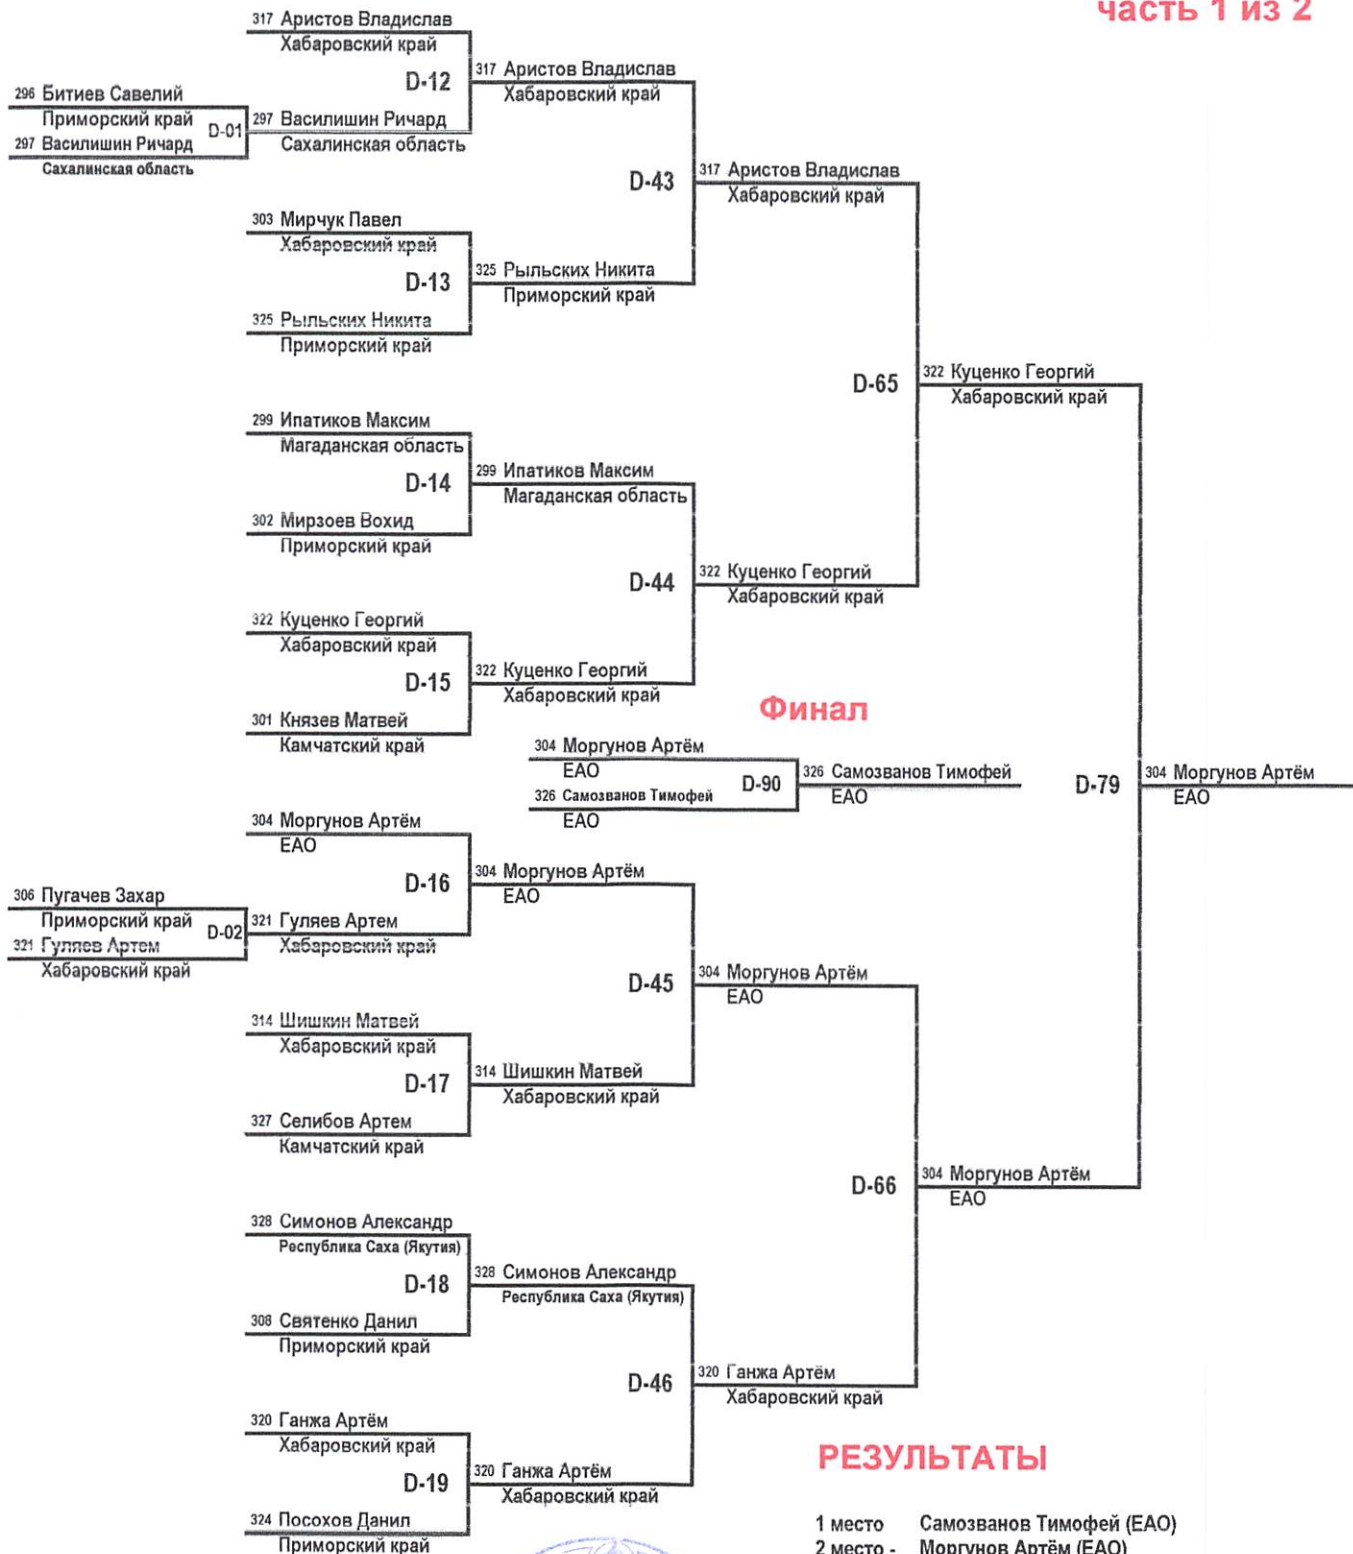 часть 1 из 2
317 Аристов Владислав
Хабаровский край
D-12
317 Аристов Владислав
Хабаровский край
296 Битиев Савелий
Приморский край
D-01
297 Василишин Ричард
Сахалинская область
297 Василишин Ричард
Сахалинская область
D-43
317 Аристов Владислав
Хабаровский край
303 Мирчук Павел
Хабаровский край
D-13
325 Рыльских Никита
Приморский край
325 Рыльских Никита
Приморский край
D-65
322 Куценко Георгий
Хабаровский край
299 Ипатиков Максим
Магаданская область
D-14
299 Ипатиков Максим
Магаданская область
302 Мирзоев Вохид
Приморский край
D-44
322 Куценко Георгий
Хабаровский край
322 Куценко Георгий
Хабаровский край
D-15
322 Куценко Георгий
Хабаровский край
301 Князев Матвей
Камчатский край
Финал
304 Моргунов Артём
ЕАО
D-90
326 Самозванов Тимофей
ЕАО
326 Самозванов Тимофей
ЕАО
D-79
304 Моргунов Артём
ЕАО
304 Моргунов Артём
ЕАО
D-16
304 Моргунов Артём
ЕАО
306 Пугачев Захар
Приморский край
D-02
321 Гуляев Артем
Хабаровский край
321 Гуляев Артем
Хабаровский край
D-45
304 Моргунов Артём
ЕАО
314 Шишкин Матвей
Хабаровский край
D-17
314 Шишкин Матвей
Хабаровский край
327 Селибов Артем
Камчатский край
D-66
304 Моргунов Артём
ЕАО
328 Симонов Александр
Республика Саха (Якутия)
D-18
328 Симонов Александр
Республика Саха (Якутия)
308 Святенко Данил
Приморский край
D-46
320 Ганжа Артём
Хабаровский край
320 Ганжа Артём
Хабаровский край
D-19
320 Ганжа Артём
Хабаровский край
324 Посохов Данил
Приморский край
РЕЗУЛЬТАТЫ
1 место Самозванов Тимофей (ЕАО)
2 место - Моргунов Артём (ЕАО)